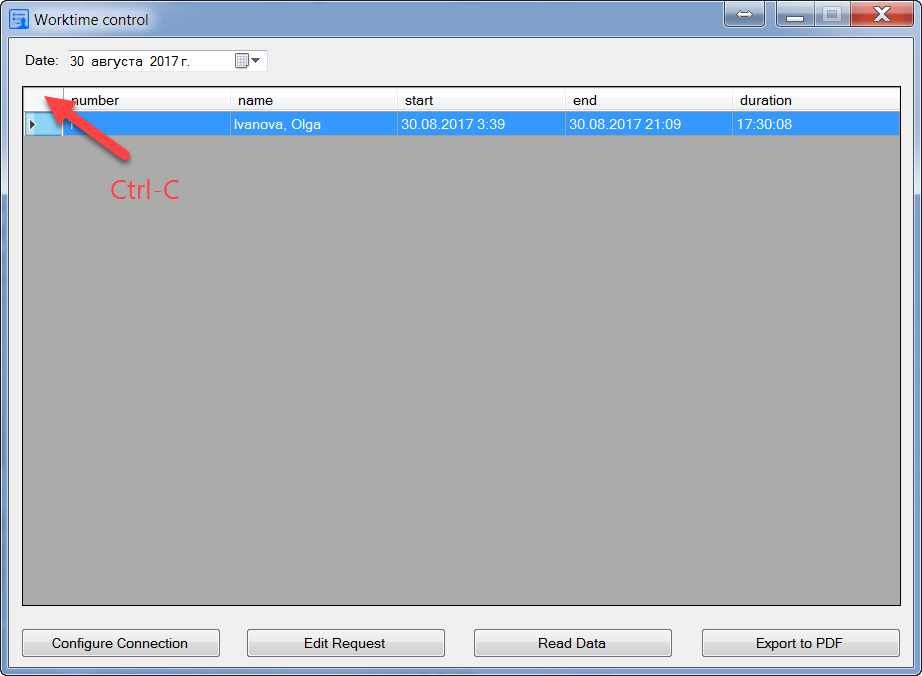 Worktime control
Date: 30 августа 2017 г.
number name start end duration
Ivanova, Olga 30.08.2017 3:39 30.08.2017 21:09 17:30:08
Ctrl-C
Configure Connection Edit Request Read Data Export to PDF